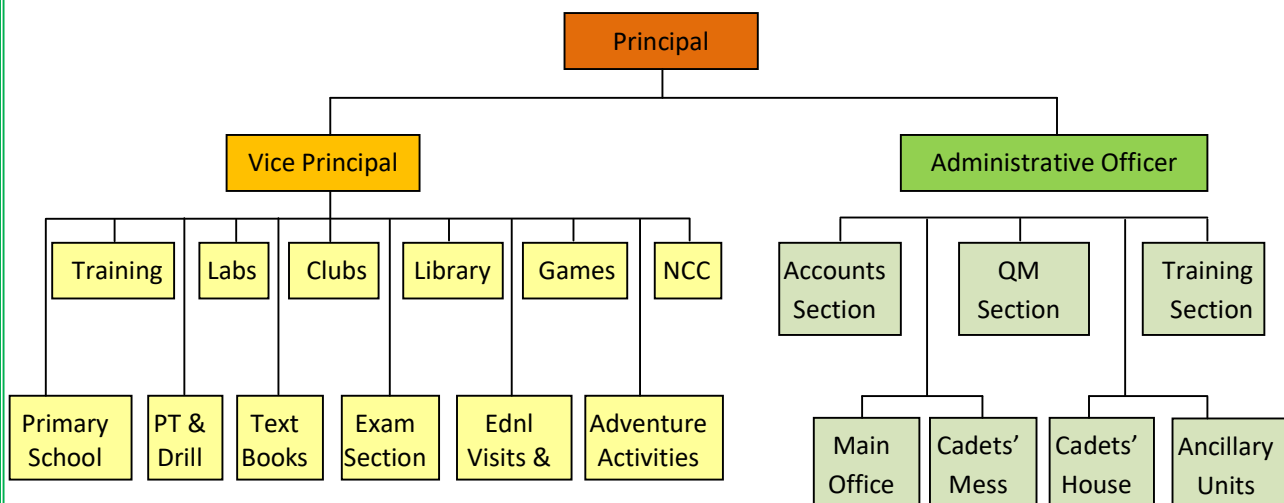 Principal
Vice Principal
Administrative Officer
Training
Labs
Clubs
Library
Games
NCC
Accounts
Section
QM
Section
Training
Section
Primary
School
PT &
Drill
Text
Books
Exam
Section
Ednl
Visits &
Adventure
Activities
Main
Office
Cadets’
Mess
Cadets’
House
Ancillary
Units